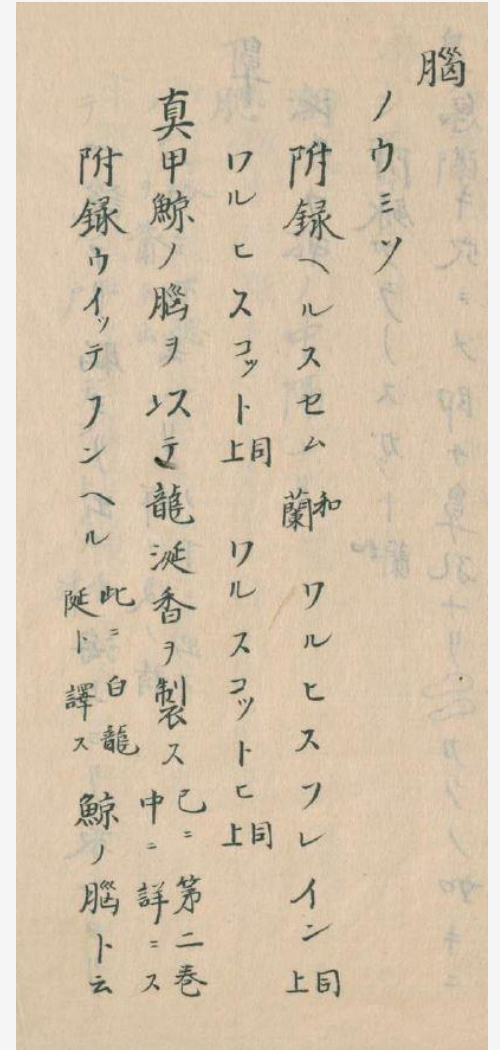 腦
ノウミソ
附録ヘルスセム 和蘭 ワルヒスフレイン 同上
ワルヒスコット 同上 ワルスコットヒ 同上
真甲鯨ノ腦ヲ以テ龍涎香ヲ製ス 已ニ第二巻中ニ詳ニス
附録ウイッテフンヘル 此ニ白龍涎ト譯ス 鯨ノ腦ト云